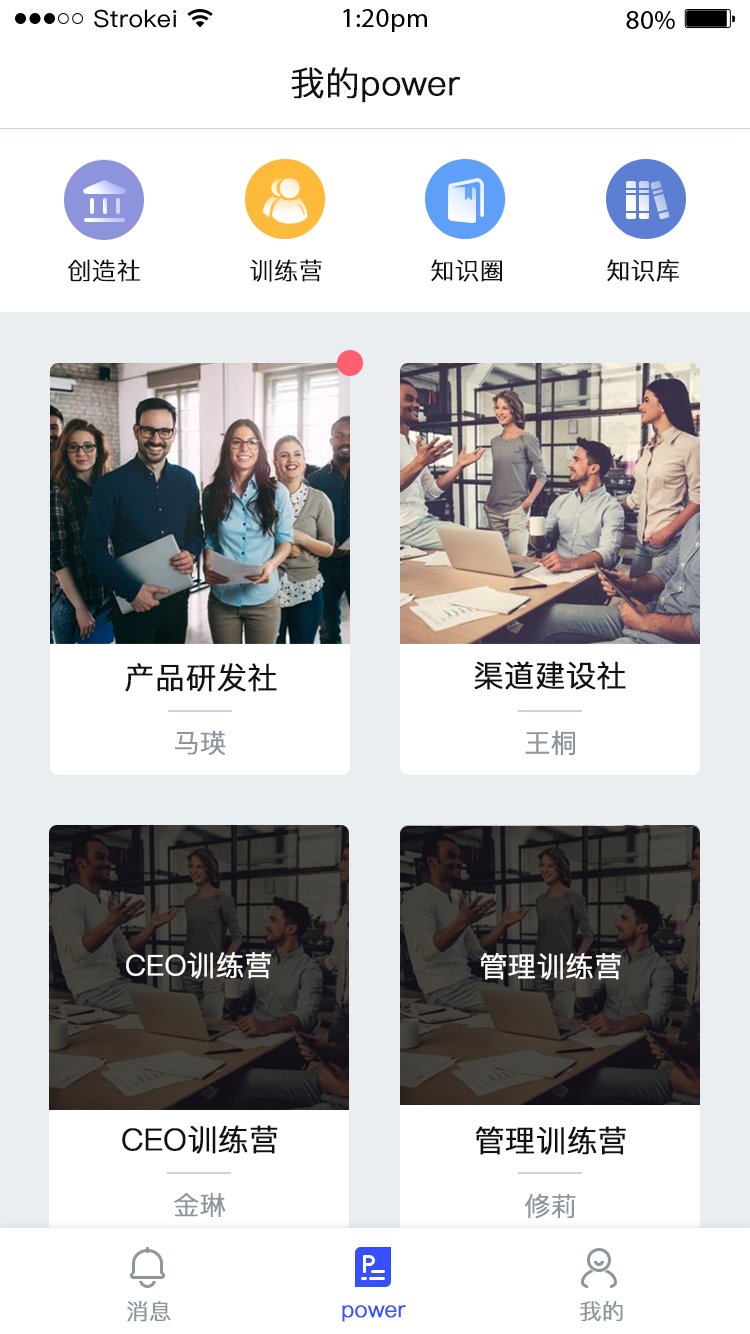 Strokei 1:20pm 80%
我的power
创造社 训练营 知识圈 知识库
产品研发社 渠道建设社
马瑛 王桐
CEO训练营 管理训练营
CEO训练营 管理训练营
金琳 修莉
P
消息 power 我的